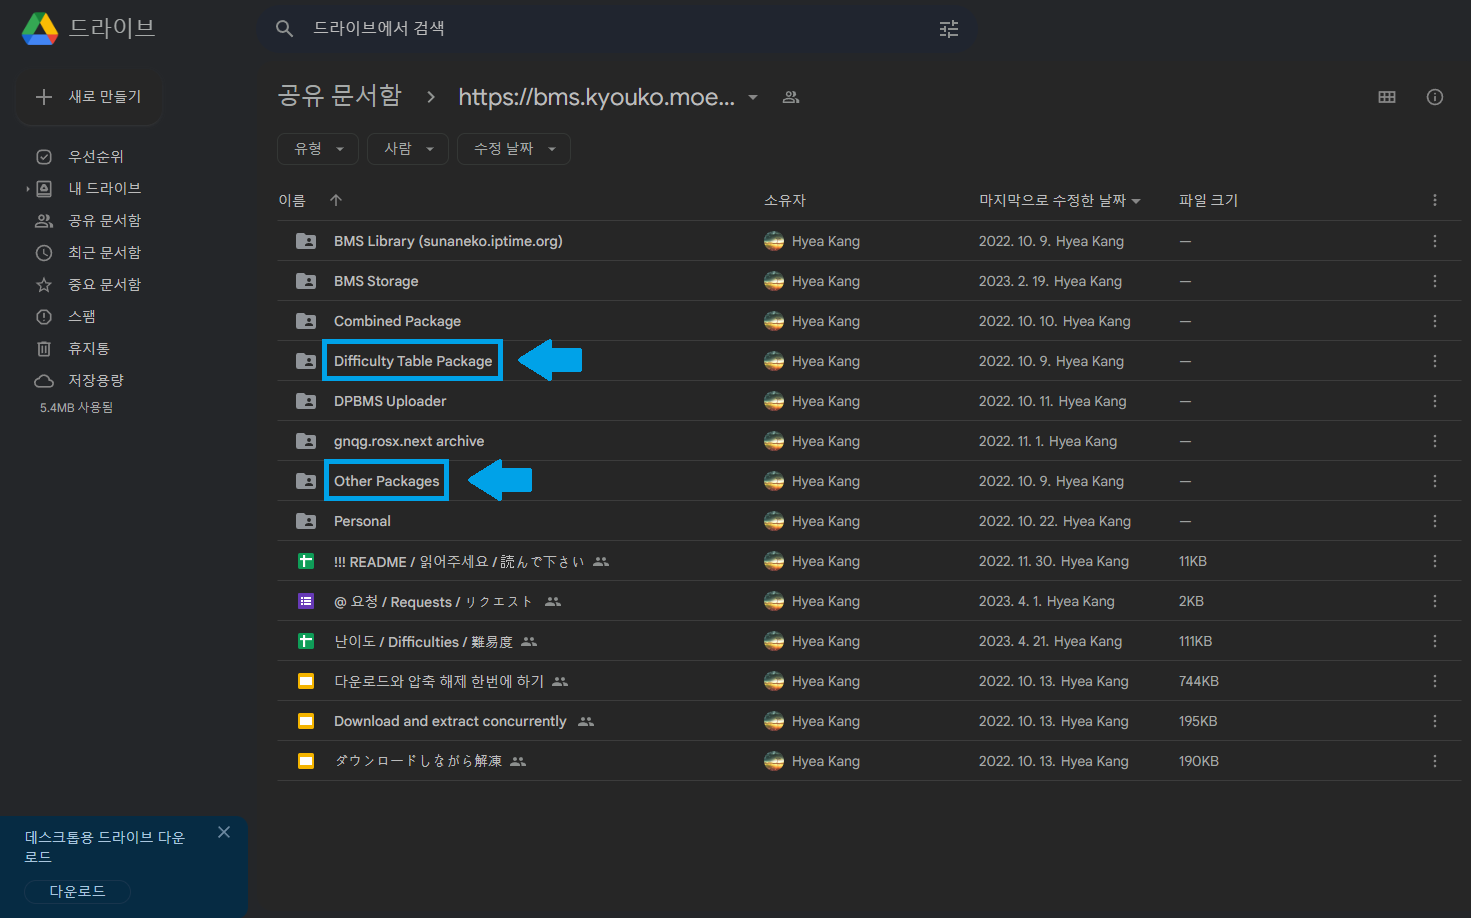 드라이브
드라이브에서 검색
새로 만들기
우선순위
내 드라이브
공유 문서함
최근 문서함
중요 문서함
스팸
휴지통
저장용량
5.4MB 사용됨
데스크톱용 드라이브 다운
로드
다운로드
공유 문서함 > https://bms.kyouko.moe...
유형 사람 수정 날짜
이름 소유자 마지막으로 수정한 날짜 파일 크기
BMS Library (sunaneko.iptime.org) Hyea Kang 2022. 10. 9. Hyea Kang —
BMS Storage Hyea Kang 2023. 2. 19. Hyea Kang —
Combined Package Hyea Kang 2022. 10. 10. Hyea Kang —
Difficulty Table Package Hyea Kang 2022. 10. 9. Hyea Kang —
DPBMS Uploader Hyea Kang 2022. 10. 11. Hyea Kang —
gnqg.rosx.next archive Hyea Kang 2022. 11. 1. Hyea Kang —
Other Packages Hyea Kang 2022. 10. 9. Hyea Kang —
Personal Hyea Kang 2022. 10. 22. Hyea Kang —
!!! README / 읽어주세요 / 読んで下さい Hyea Kang 2022. 11. 30. Hyea Kang 11KB
@ 요청 / Requests / リクエスト Hyea Kang 2023. 4. 1. Hyea Kang 2KB
난이도 / Difficulties / 難易度 Hyea Kang 2023. 4. 21. Hyea Kang 111KB
다운로드와 압축 해제 한번에 하기 Hyea Kang 2022. 10. 13. Hyea Kang 744KB
Download and extract concurrently Hyea Kang 2022. 10. 13. Hyea Kang 195KB
ダウンロードしながら解凍 Hyea Kang 2022. 10. 13. Hyea Kang 190KB